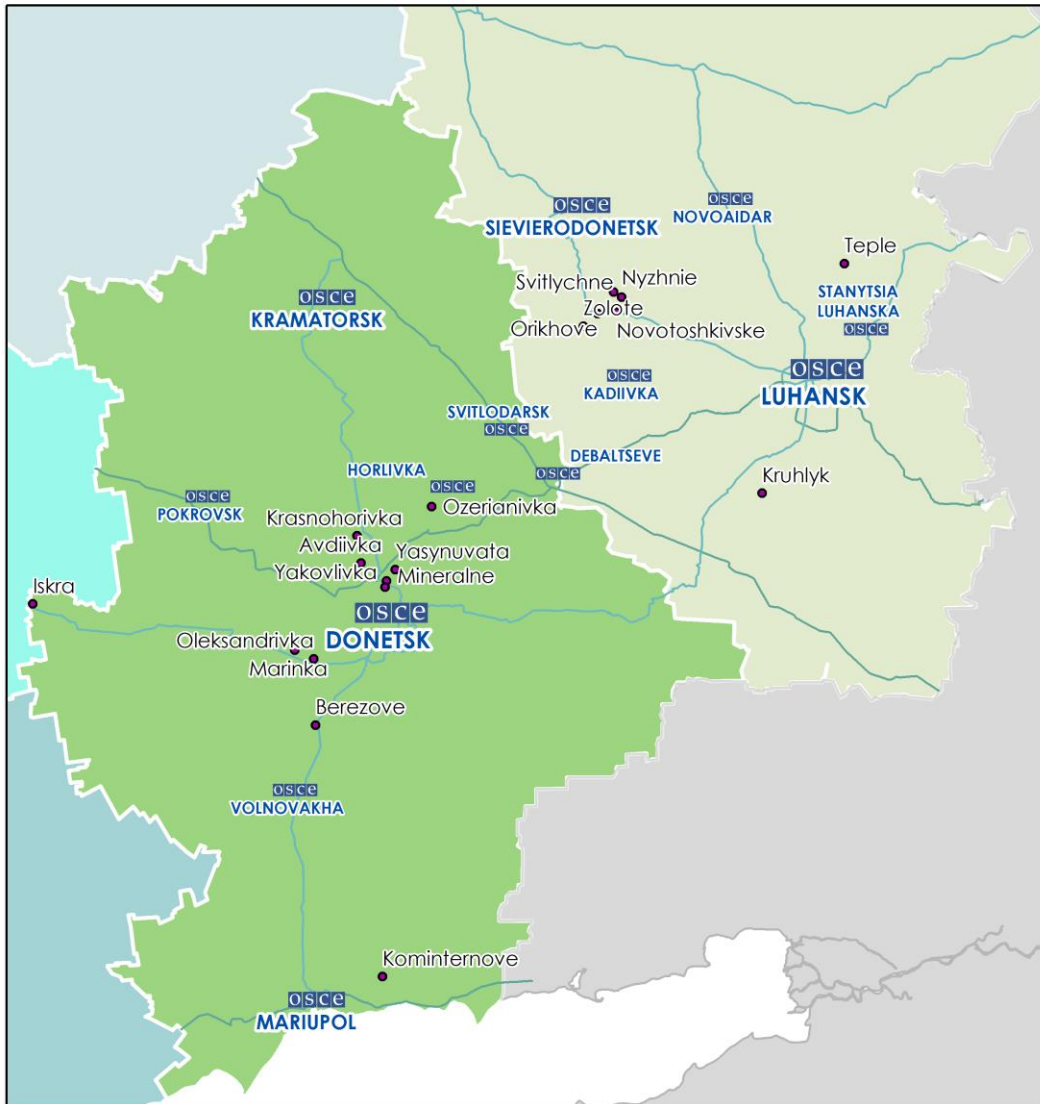 osce
SIEVIERODONETSK
osce
NOVOAIDAR
Teple
Svitlychne
Nyzhnie
STANYTSIA
LUHANSKA
osce
osce
KRAMATORSK
Zolote
Orikhove
Novotoshkivske
osce
KADIIVKA
osce
LUHANSK
SVITLODARSK
osce
DEBALTSEVE
osce
HORLIVKA
osce
Kruhlyk
osce
POKROVSK
Ozerianivka
Krasnohorivka
Avdiivka
Yasynuvata
Yakovlivka
Mineralne
Iskra
osce
DONETSK
Oleksandrivka
Marinka
Berezove
osce
VOLNOVAKHA
Kominternove
osce
MARIUPOL